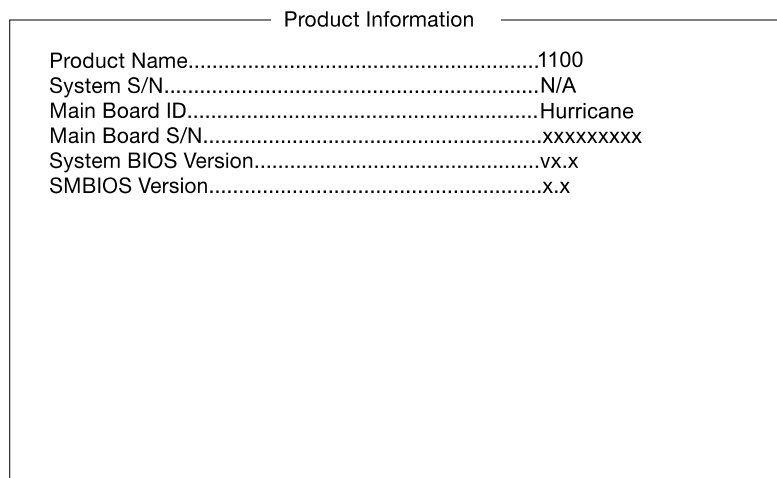 Product Information
Product Name..........................................................1100
System S/N...............................................................N/A
Main Board ID...........................................................Hurricane
Main Board S/N.........................................................xxxxxxxxx
System BIOS Version................................................vx.x
SMBIOS Version........................................................x.x